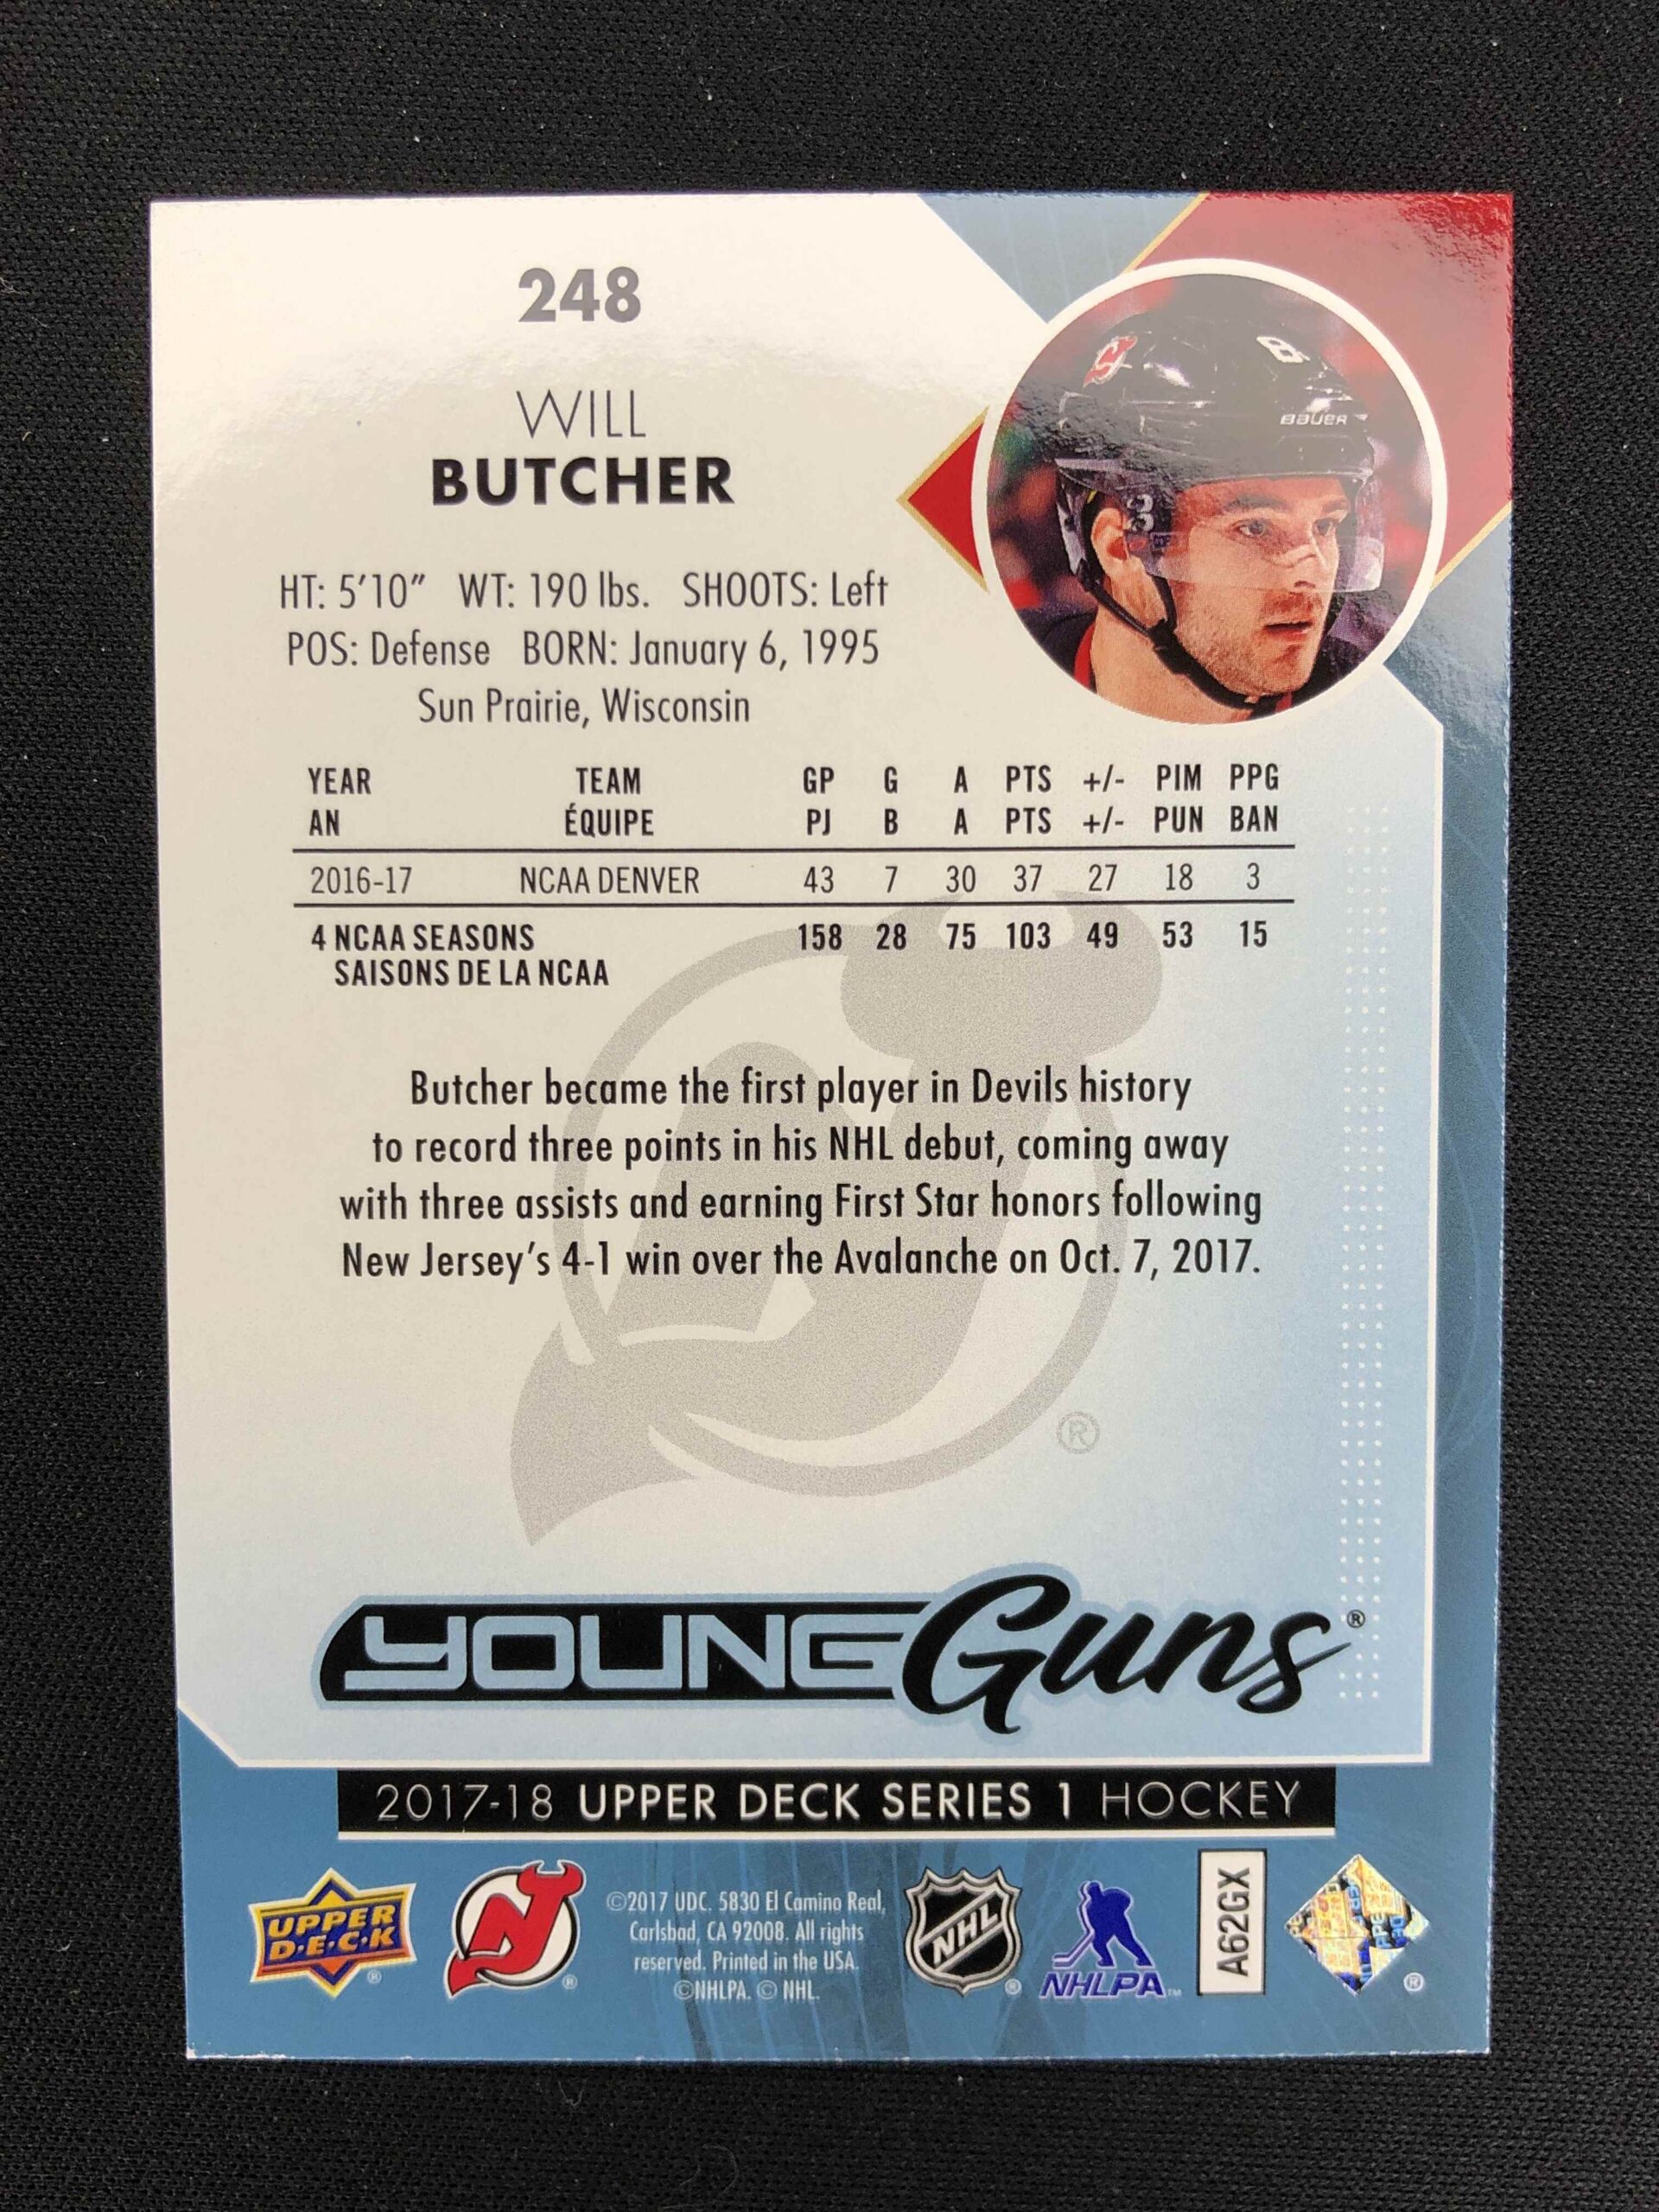 248
WILL
BUTCHER
8
BAUER
HT: 5'10" WT: 190 lbs. SHOOTS: Left
POS: Defense BORN: January 6, 1995
Sun Prairie, Wisconsin
YEAR TEAM GP G A PTS +/- PIM PPG
AN ÉQUIPE PJ B A PTS +/- PUN BAN
2016-17 NCAA DENVER 43 7 30 37 27 18 3
4 NCAA SEASONS 158 28 75 103 49 53 15
SAISONS DE LA NCAA
Butcher became the first player in Devils history
to record three points in his NHL debut, coming away
with three assists and earning First Star honors following
New Jersey's 4-1 win over the Avalanche on Oct. 7, 2017.
®
YOUNG Guns®
2017-18 UPPER DECK SERIES 1 HOCKEY
UPPER
D·E·C·K
®
®
©2017 UDC. 5830 El Camino Real,
Carlsbad, CA 92008. All rights
reserved. Printed in the USA.
©NHLPA. © NHL.
NHL
®
NHLPA™
A62GX
®